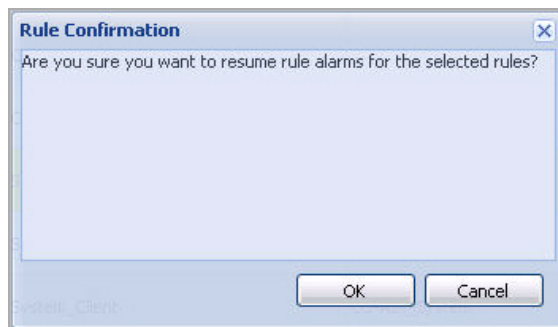 Rule Confirmation
Are you sure you want to resume rule alarms for the selected rules?
OK
Cancel